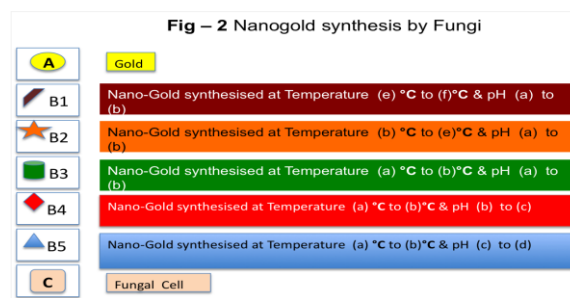 Fig – 2 Nanogold synthesis by Fungi
A Gold
B1 Nano-Gold synthesised at Temperature (e) °C to (f)°C & pH (a) to
(b)
B2 Nano-Gold synthesised at Temperature (b) °C to (e)°C & pH (a) to
(b)
B3 Nano-Gold synthesised at Temperature (a) °C to (b)°C & pH (a) to
(b)
B4 Nano-Gold synthesised at Temperature (a) °C to (b)°C & pH (b) to (c)
B5 Nano-Gold synthesised at Temperature (a) °C to (b)°C & pH (c) to (d)
C Fungal Cell